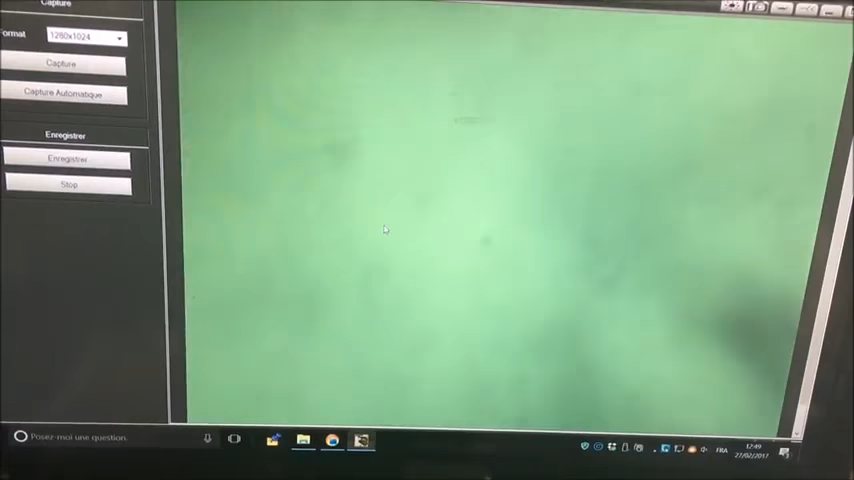 Capture
Format
1280x1024
Capture
Capture Automatique
Enregistrer
Enregistrer
Stop
Posez-moi une question.
FRA
12:49
27/02/2017